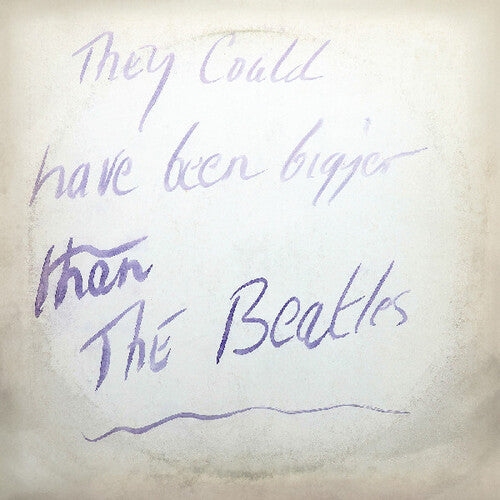 They Could
have been bigger
than
The Beatles